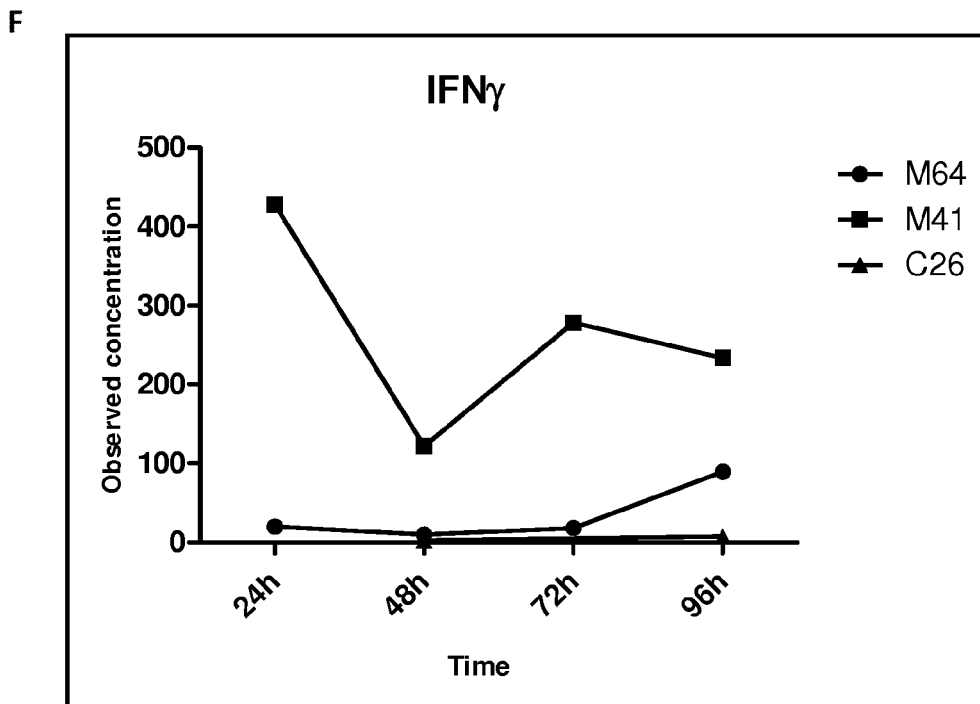 F
IFNγ
500
400
300
200
100
0
Observed concentration
24h
48h
72h
96h
Time
M64
M41
C26